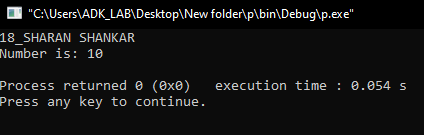 "C:\Users\ADK_LAB\Desktop\New folder\p\bin\Debug\p.exe"
18_SHARAN SHANKAR
Number is: 10
Process returned 0 (0x0)   execution time : 0.054 s
Press any key to continue.